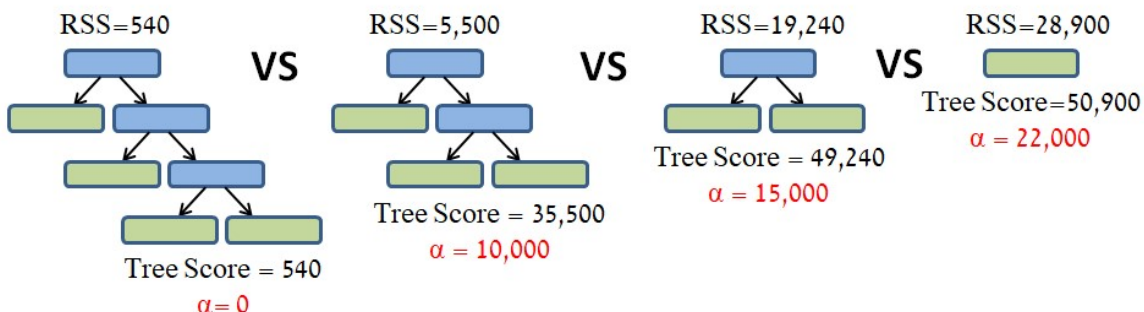 RSS=540
VS
RSS=5,500
VS
RSS=19,240
VS
RSS=28,900
Tree Score = 540
α= 0
Tree Score = 35,500
α = 10,000
Tree Score = 49,240
α = 15,000
Tree Score=50,900
α = 22,000